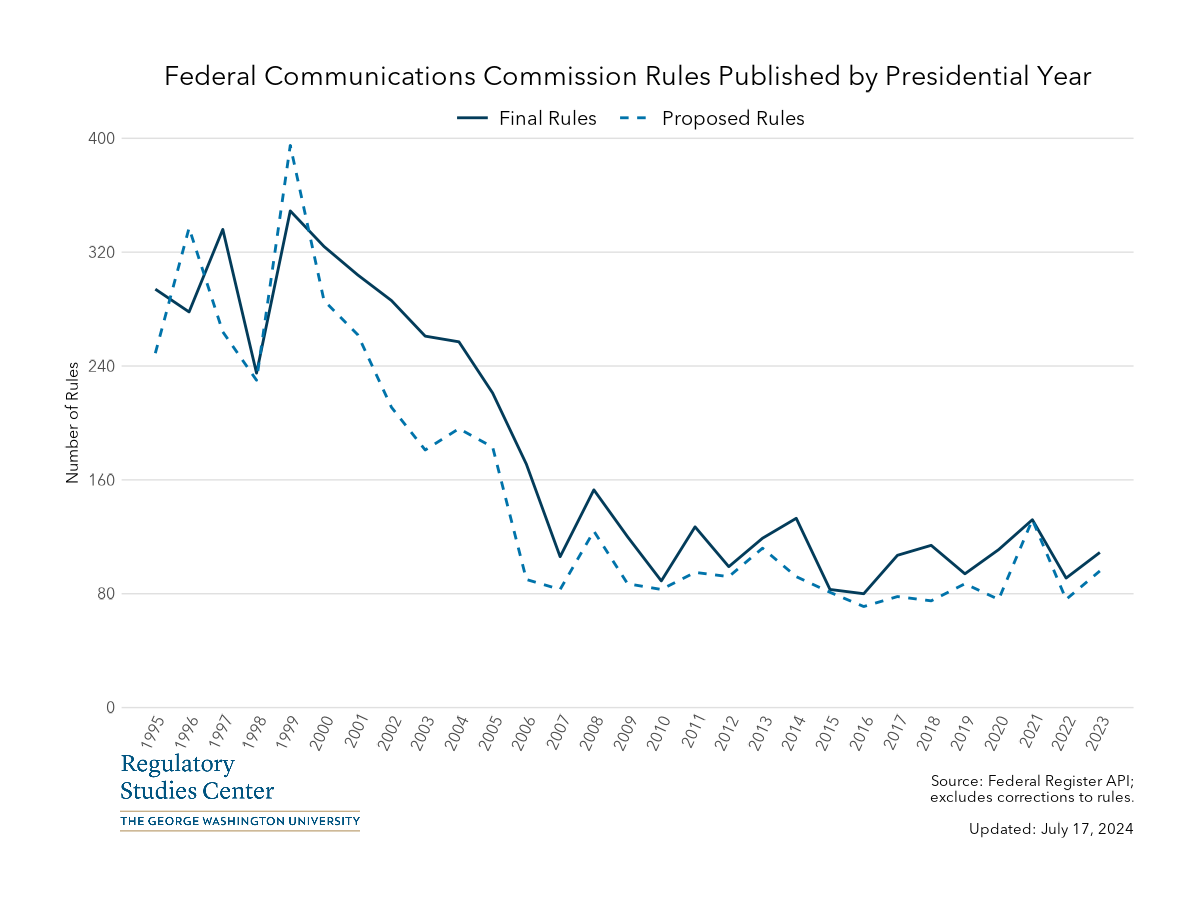 Federal Communications Commission Rules Published by Presidential Year
Final Rules Proposed Rules
Number of Rules
400
320
240
160
80
0
1995 1996 1997 1998 1999 2000 2001 2002 2003 2004 2005 2006 2007 2008 2009 2010 2011 2012 2013 2014 2015 2016 2017 2018 2019 2020 2021 2022 2023
Regulatory
Studies Center
THE GEORGE WASHINGTON UNIVERSITY
Source: Federal Register API;
excludes corrections to rules.
Updated: July 17, 2024